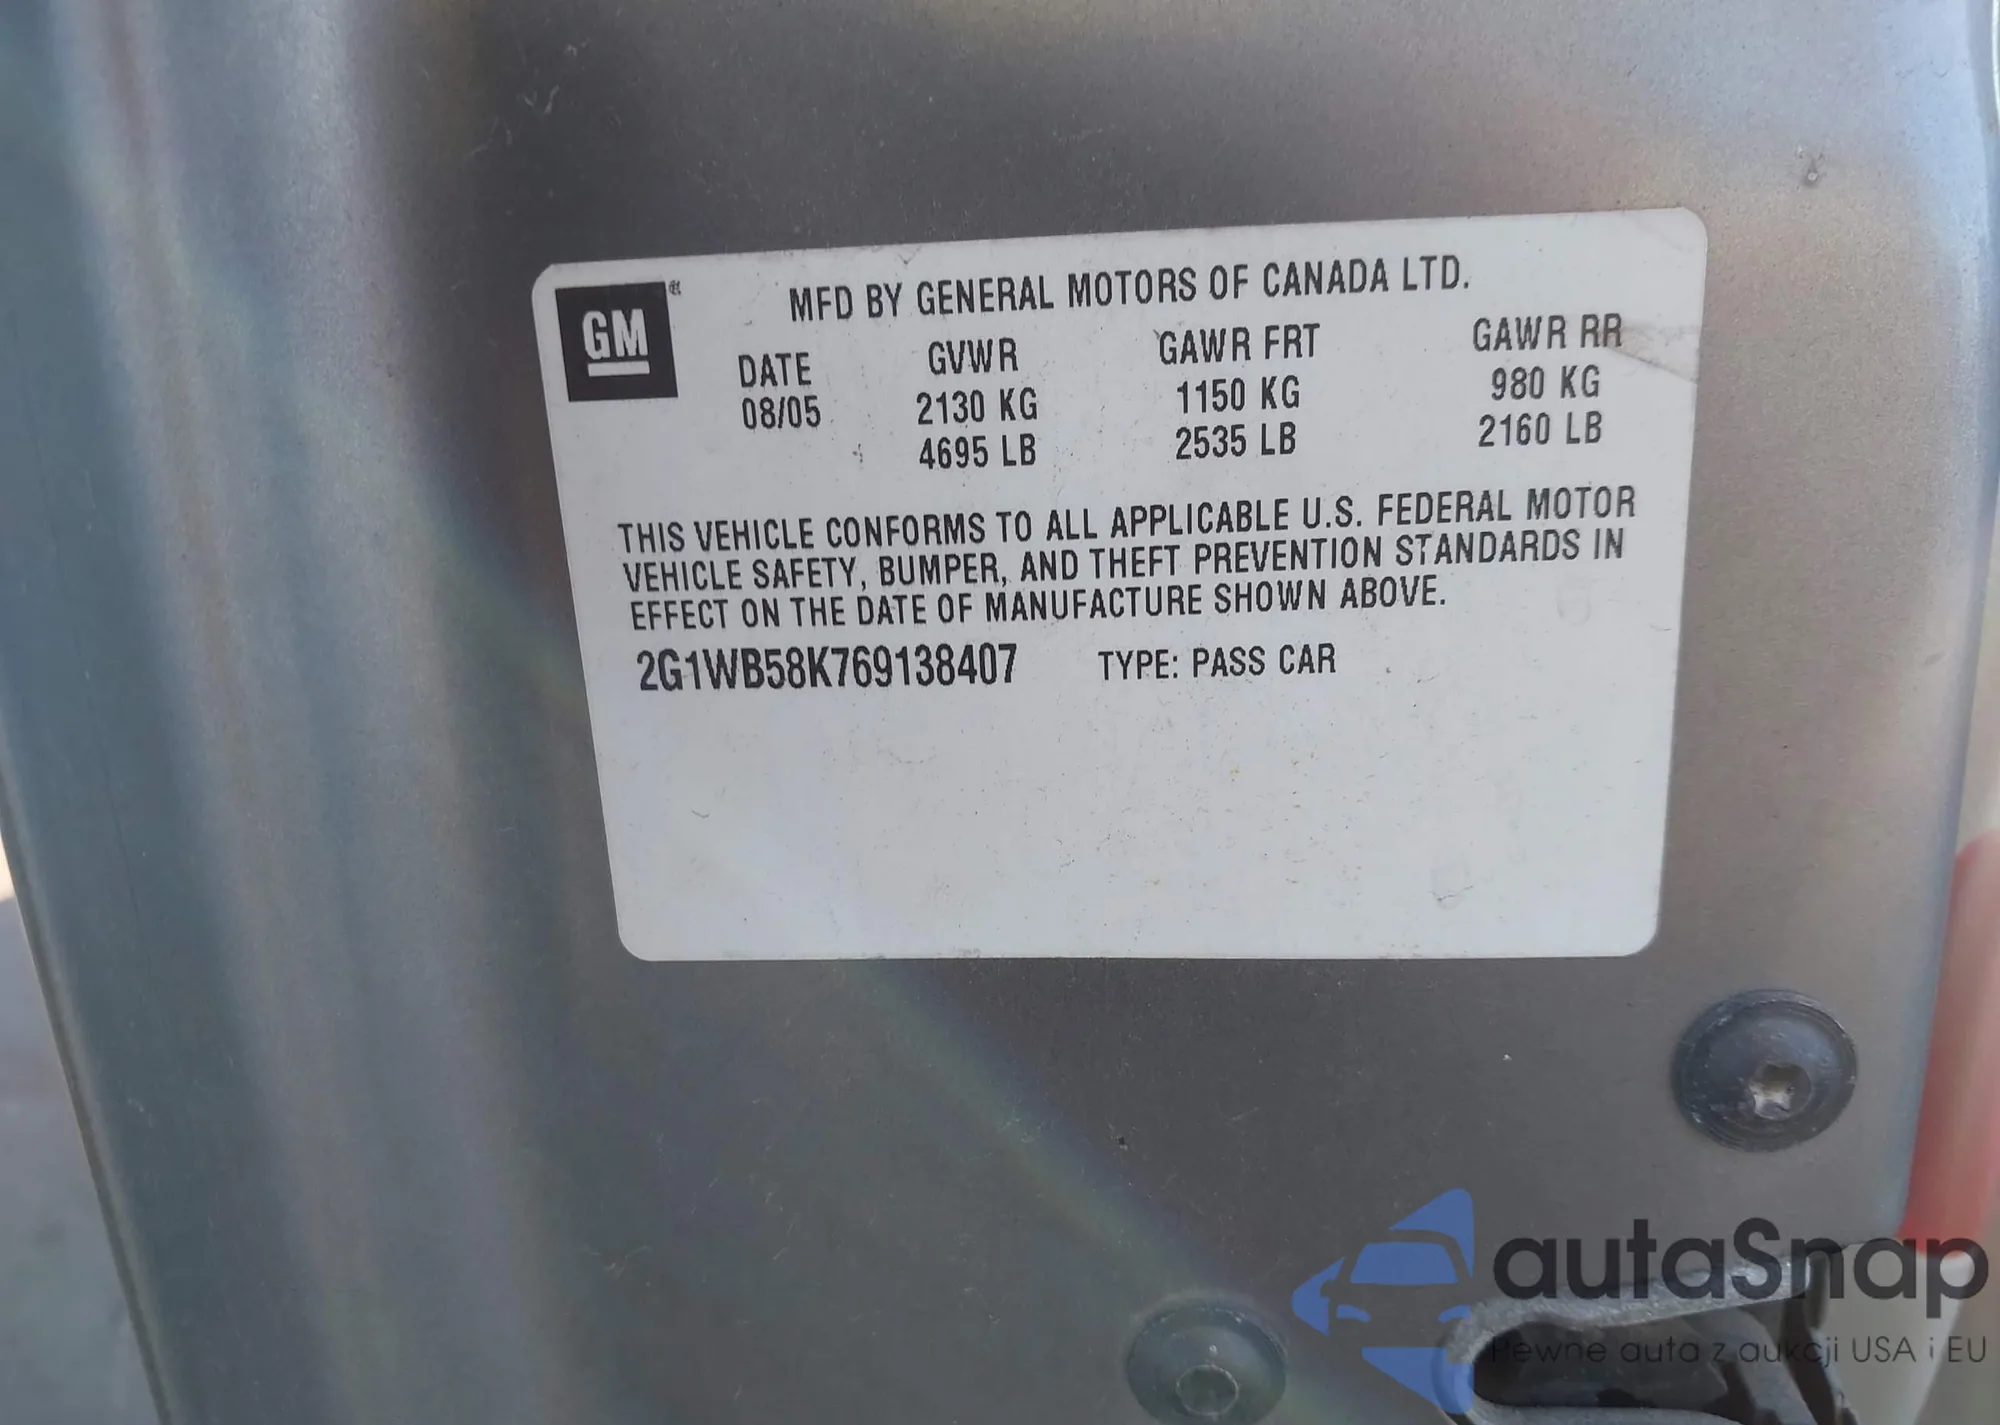 GM
MFD BY GENERAL MOTORS OF CANADA LTD.
DATE GVWR GAWR FRT GAWR RR
08/05 2130 KG 1150 KG 980 KG
4695 LB 2535 LB 2160 LB
THIS VEHICLE CONFORMS TO ALL APPLICABLE U.S. FEDERAL MOTOR
VEHICLE SAFETY, BUMPER, AND THEFT PREVENTION STANDARDS IN
EFFECT ON THE DATE OF MANUFACTURE SHOWN ABOVE.
2G1WB58K769138407 TYPE: PASS CAR
autaSnap
Pewne auta z aukcji USA i EU